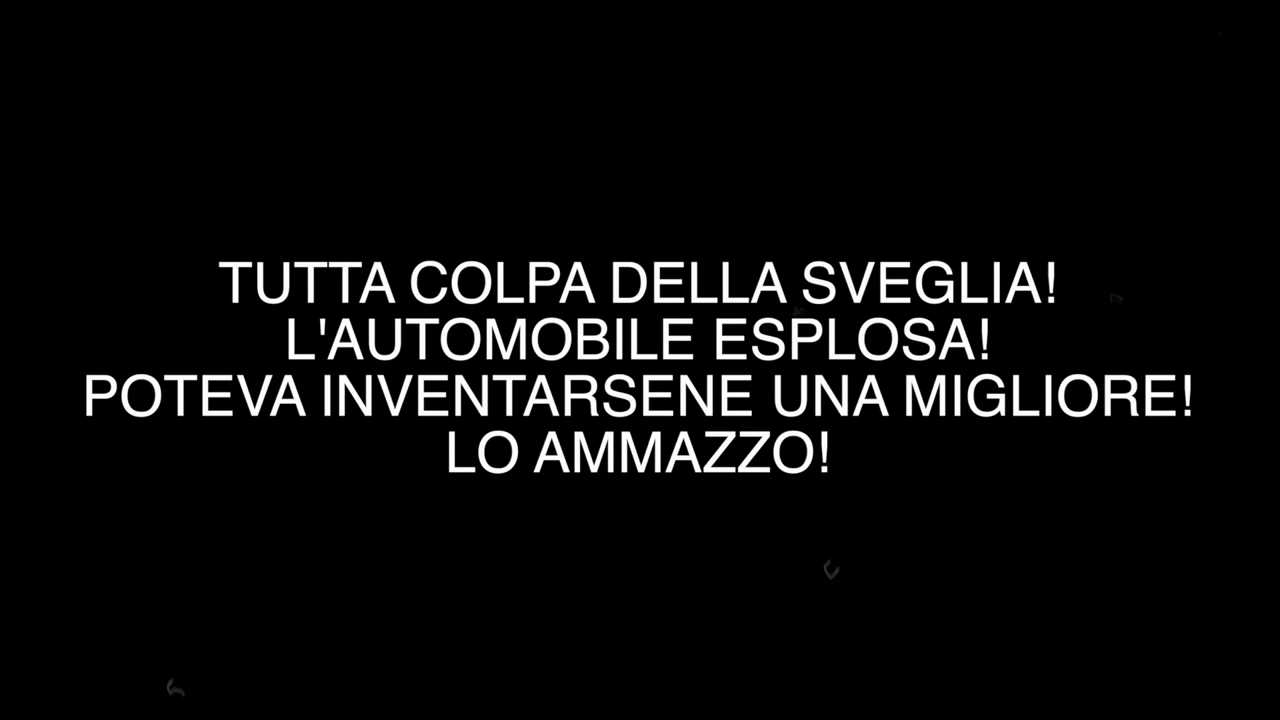 TUTTA COLPA DELLA SVEGLIA!
L'AUTOMOBILE ESPLOSA!
POTEVA INVENTARSENE UNA MIGLIORE!
LO AMMAZZO!